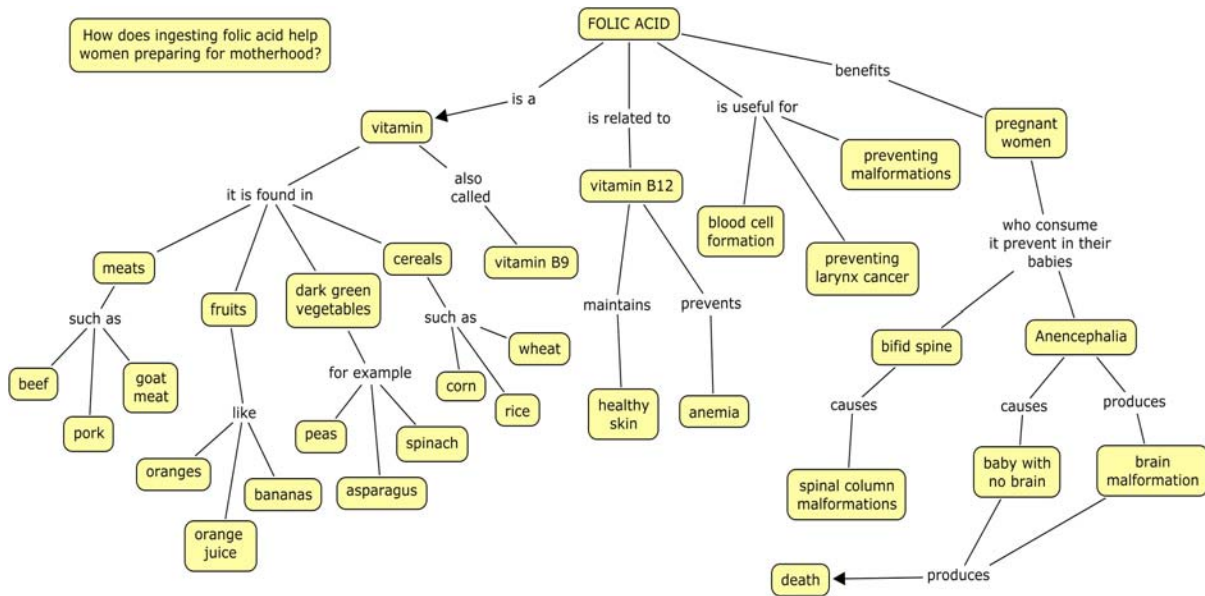 How does ingesting folic acid help
women preparing for motherhood?
FOLIC ACID
is a
is related to
is useful for
benefits
vitamin
pregnant
women
it is found in
also
called
vitamin B12
preventing
malformations
blood cell
formation
preventing
larynx cancer
who consume
it prevent in their
babies
meats
fruits
dark green
vegetables
cereals
vitamin B9
such as
such as
maintains
prevents
bifid spine
Anencephalia
beef
pork
goat
meat
like
for example
corn
rice
wheat
healthy
skin
anemia
causes
causes
produces
oranges
orange
juice
bananas
peas
asparagus
spinach
spinal column
malformations
baby with
no brain
brain
malformation
death
produces